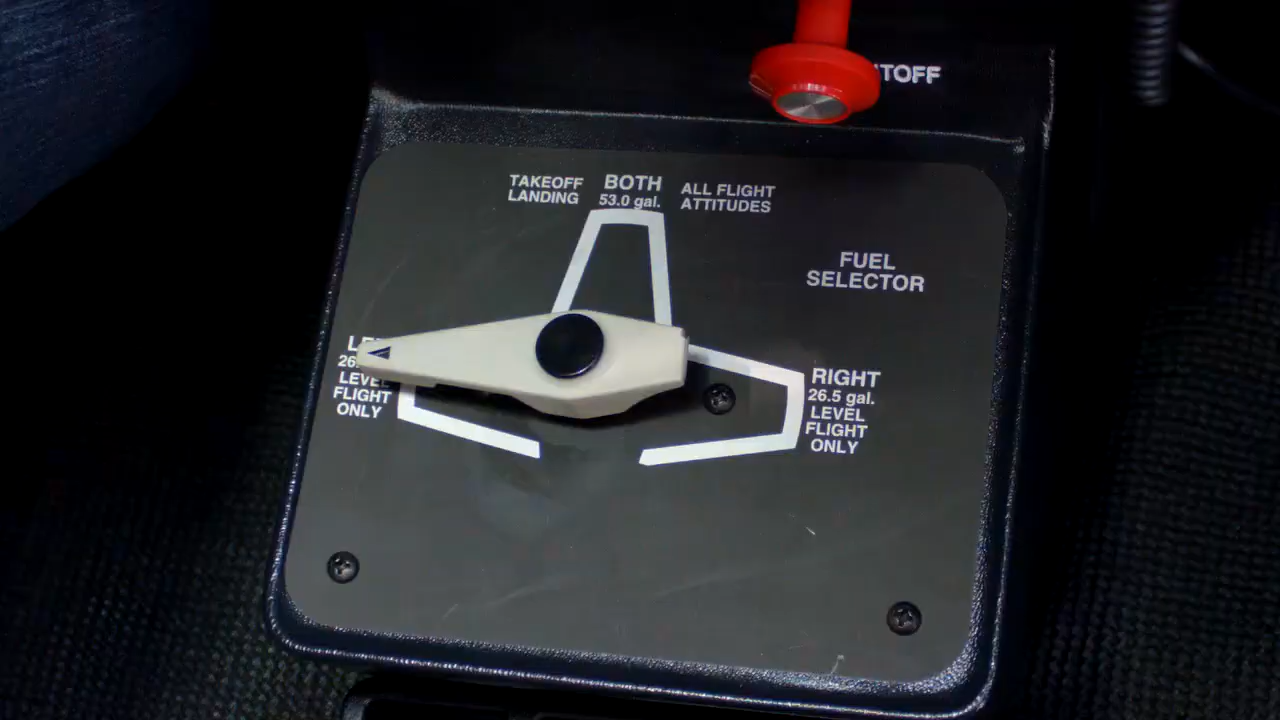 TAKEOFF
LANDING
BOTH
53.0 gal.
ALL FLIGHT
ATTITUDES
FUEL
SELECTOR
LEVEL
FLIGHT
ONLY
RIGHT
26.5 gal.
LEVEL
FLIGHT
ONLY